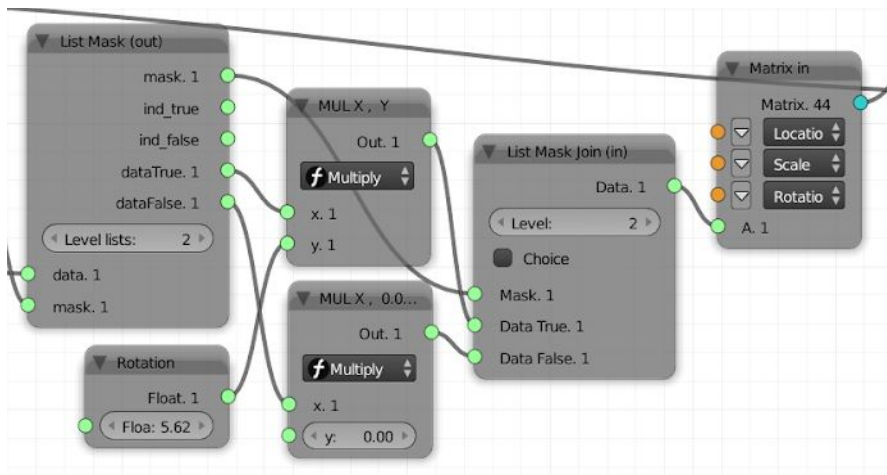 List Mask (out)
mask. 1
ind_true
ind_false
dataTrue. 1
dataFalse. 1
Level lists: 2
data. 1
mask. 1
Rotation
Float. 1
Floa: 5.62
MUL X , Y
Out. 1
Multiply
x. 1
y. 1
MUL X , 0.0...
Out. 1
Multiply
x. 1
y: 0.00
List Mask Join (in)
Data. 1
Level: 2
Choice
Mask. 1
Data True. 1
Data False. 1
Matrix in
Matrix. 44
Locatio
Scale
Rotatio
A. 1